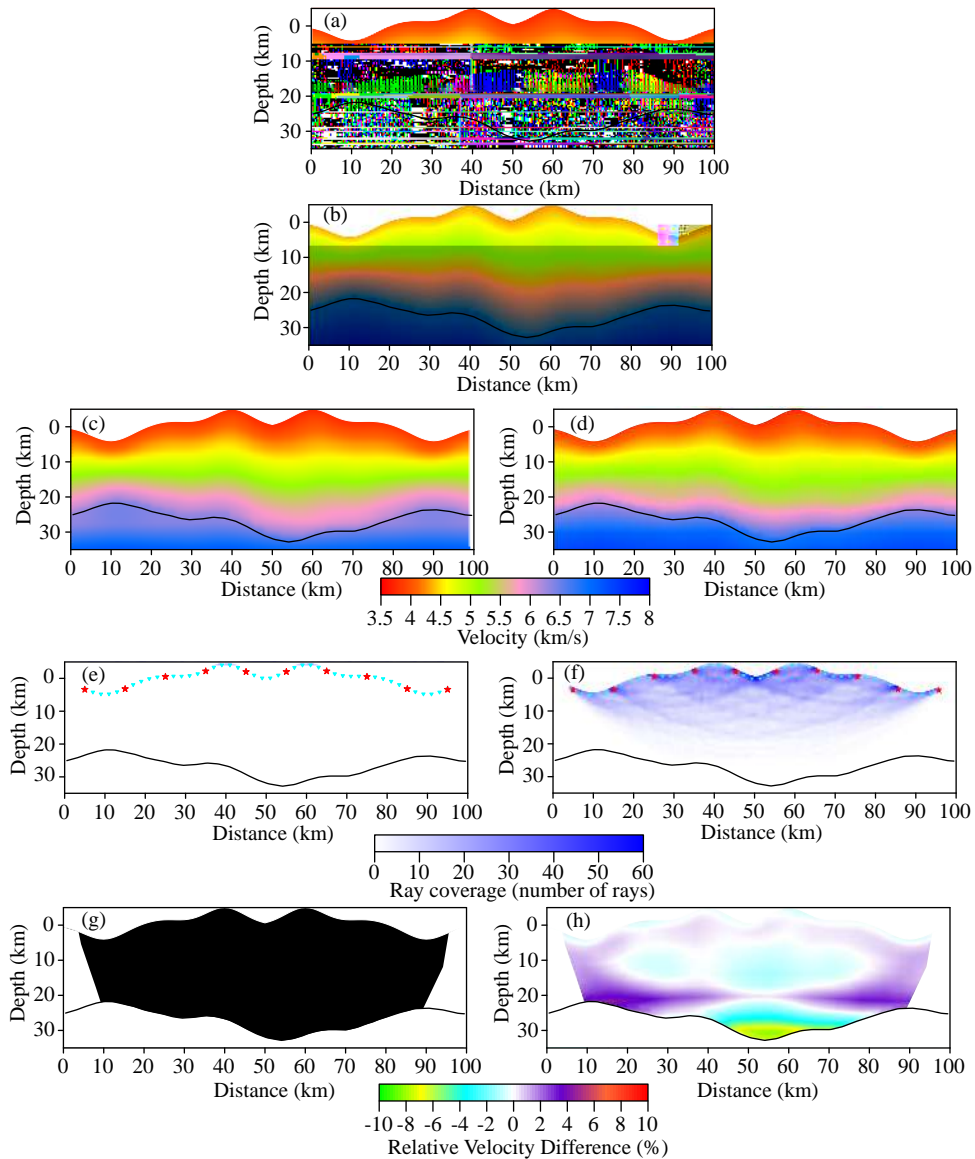 (a)
0
10
20
30
Depth (km)
0 10 20 30 40 50 60 70 80 90 100
Distance (km)
(b)
0
10
20
30
Depth (km)
0 10 20 30 40 50 60 70 80 90 100
Distance (km)
(c)
0
10
20
30
Depth (km)
0 10 20 30 40 50 60 70 80 90 100
Distance (km)
(d)
0
10
20
30
Depth (km)
0 10 20 30 40 50 60 70 80 90 100
Distance (km)
3.5 4 4.5 5 5.5 6 6.5 7 7.5 8
Velocity (km/s)
(e)
0
10
20
30
Depth (km)
0 10 20 30 40 50 60 70 80 90 100
Distance (km)
(f)
0
10
20
30
Depth (km)
0 10 20 30 40 50 60 70 80 90 100
Distance (km)
0 10 20 30 40 50 60
Ray coverage (number of rays)
(g)
0
10
20
30
Depth (km)
0 10 20 30 40 50 60 70 80 90 100
Distance (km)
(h)
0
10
20
30
Depth (km)
0 10 20 30 40 50 60 70 80 90 100
Distance (km)
-10 -8 -6 -4 -2 0 2 4 6 8 10
Relative Velocity Difference (%)